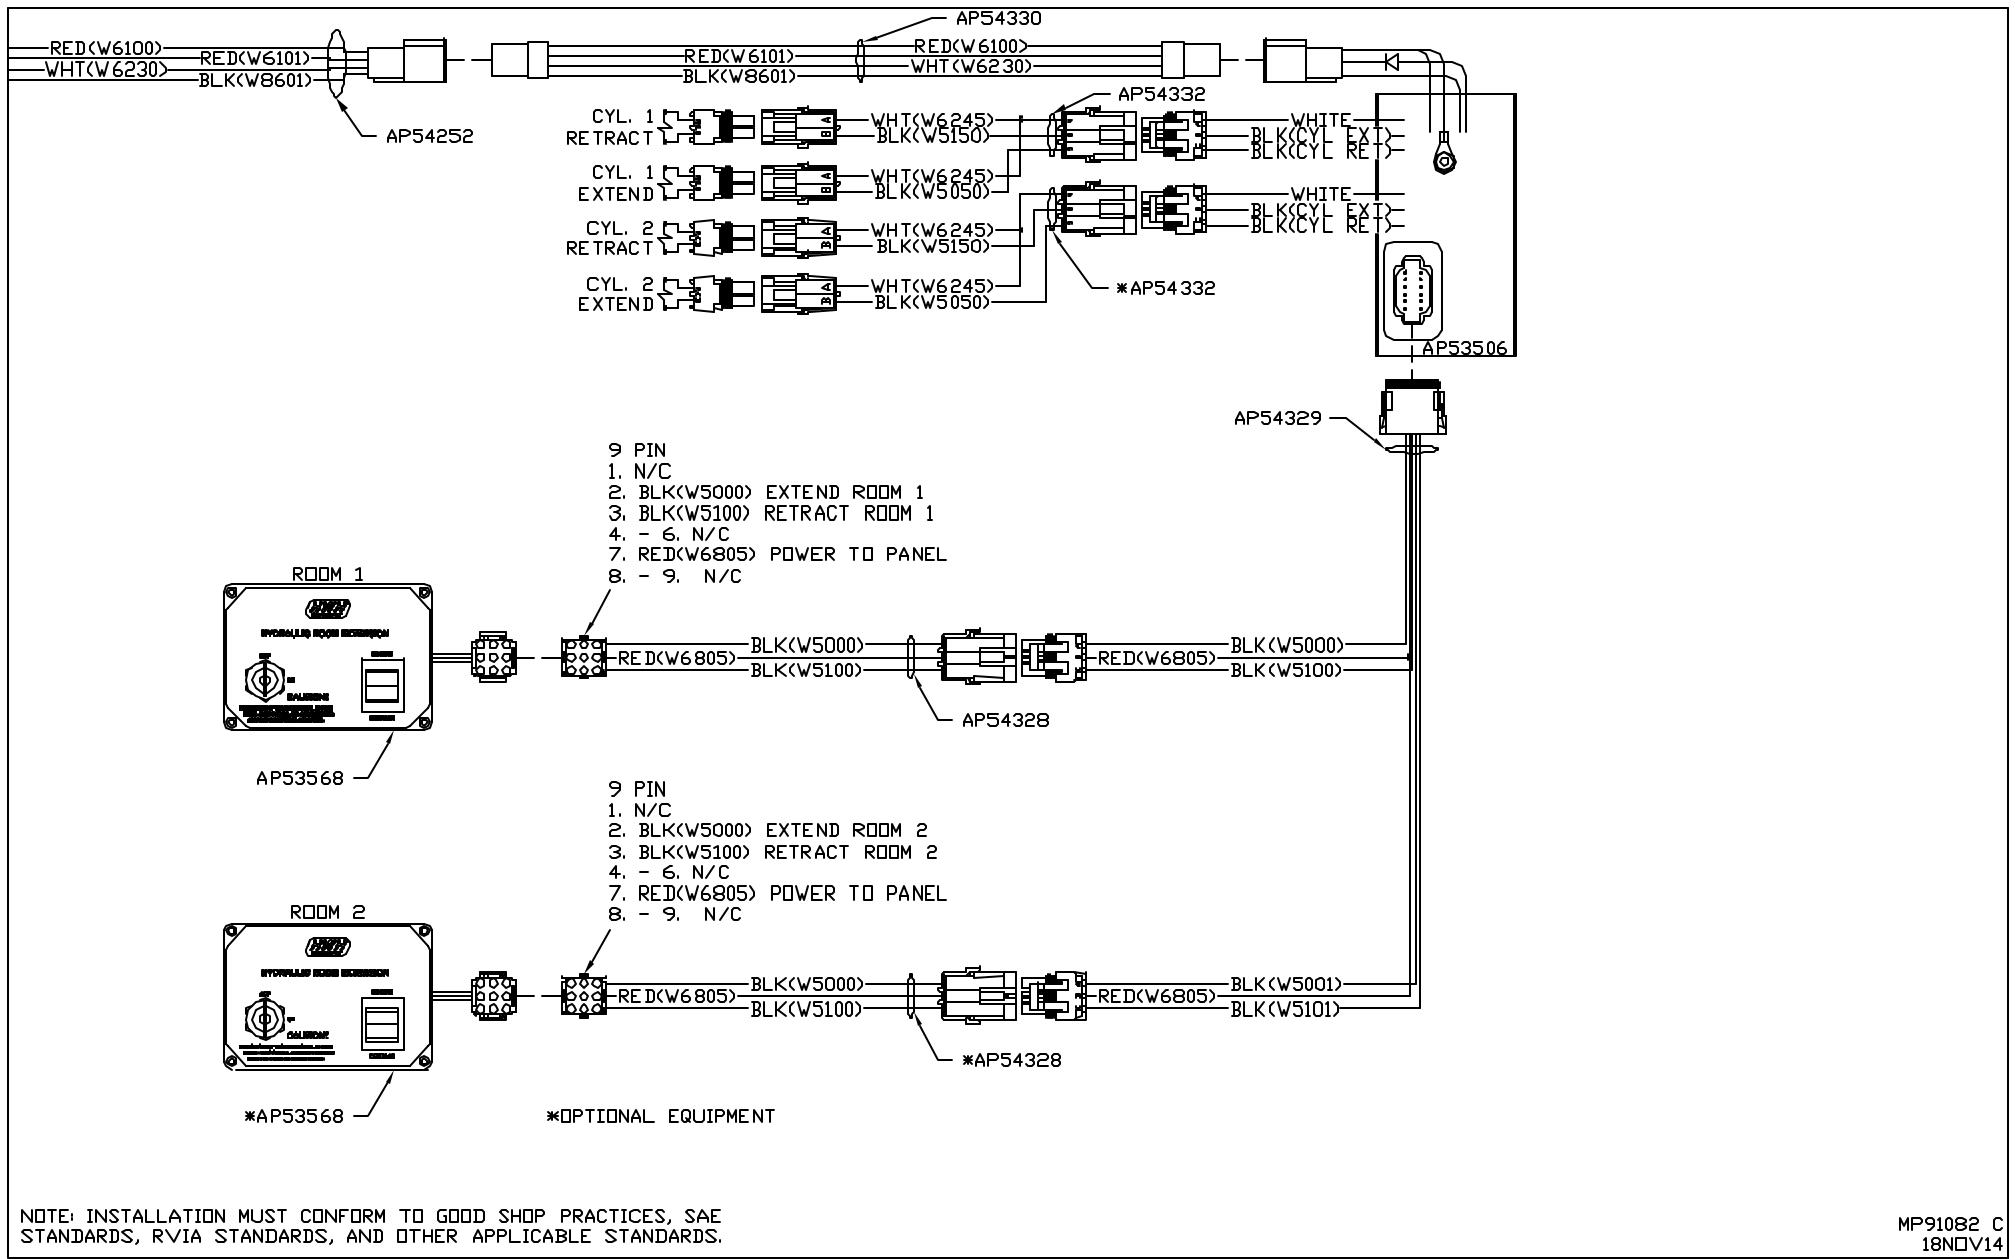 AP54330
RED(W6100)
RED(W6101)
WHT(W6230)
BLK(W8601)
RED(W6100)
RED(W6101)
WHT(W6230)
BLK(W8601)
AP54252
AP54332
CYL. 1
RETRACT
A
B
WHT(W6245)
BLK(W5150)
WHITE
BLK(CYL EXT)
BLK(CYL RET)
CYL. 1
EXTEND
A
B
WHT(W6245)
BLK(W5050)
WHITE
BLK(CYL EXT)
BLK(CYL RET)
CYL. 2
RETRACT
A
B
WHT(W6245)
BLK(W5150)
CYL. 2
EXTEND
A
B
WHT(W6245)
BLK(W5050)
*AP54332
AP53506
AP54329
9 PIN
1. N/C
2. BLK(W5000) EXTEND ROOM 1
3. BLK(W5100) RETRACT ROOM 1
4. - 6. N/C
7. RED(W6805) POWER TO PANEL
8. - 9. N/C
ROOM 1
HYDRAULIC ROOM EXTENSION
BLK(W5000)
RED(W6805)
BLK(W5100)
BLK(W5000)
RED(W6805)
BLK(W5100)
AP54328
AP53568
9 PIN
1. N/C
2. BLK(W5000) EXTEND ROOM 2
3. BLK(W5100) RETRACT ROOM 2
4. - 6. N/C
7. RED(W6805) POWER TO PANEL
8. - 9. N/C
ROOM 2
HYDRAULIC ROOM EXTENSION
BLK(W5000)
RED(W6805)
BLK(W5100)
BLK(W5001)
RED(W6805)
BLK(W5101)
*AP54328
*AP53568
*OPTIONAL EQUIPMENT
NOTE: INSTALLATION MUST CONFORM TO GOOD SHOP PRACTICES, SAE
STANDARDS, RVIA STANDARDS, AND OTHER APPLICABLE STANDARDS.
MP91082 C
18NOV14